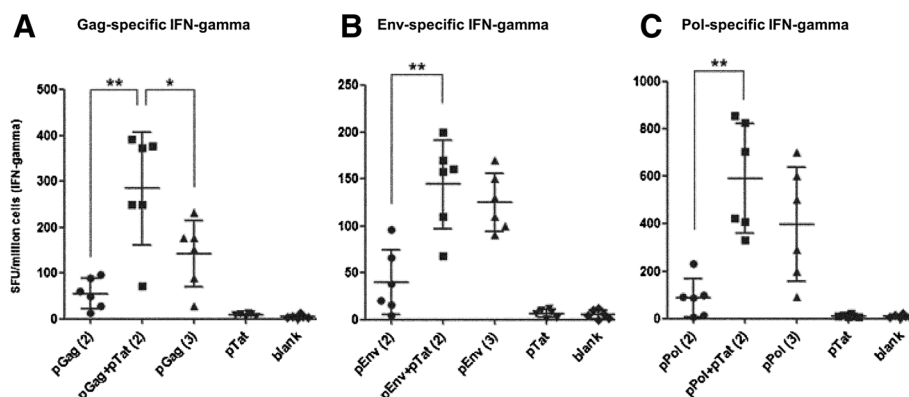 A Gag-specific IFN-gamma
B Env-specific IFN-gamma
C Pol-specific IFN-gamma
SFU/million cells (IFN-gamma)
500
400
300
200
100
0
** *
pGag (2)
pGag+pTat (2)
pGag (3)
pTat
blank
250
200
150
100
50
0
**
pEnv (2)
pEnv+pTat (2)
pEnv (3)
pTat
blank
1000
800
600
400
200
0
**
pPol (2)
pPol+pTat (2)
pPol (3)
pTat
blank